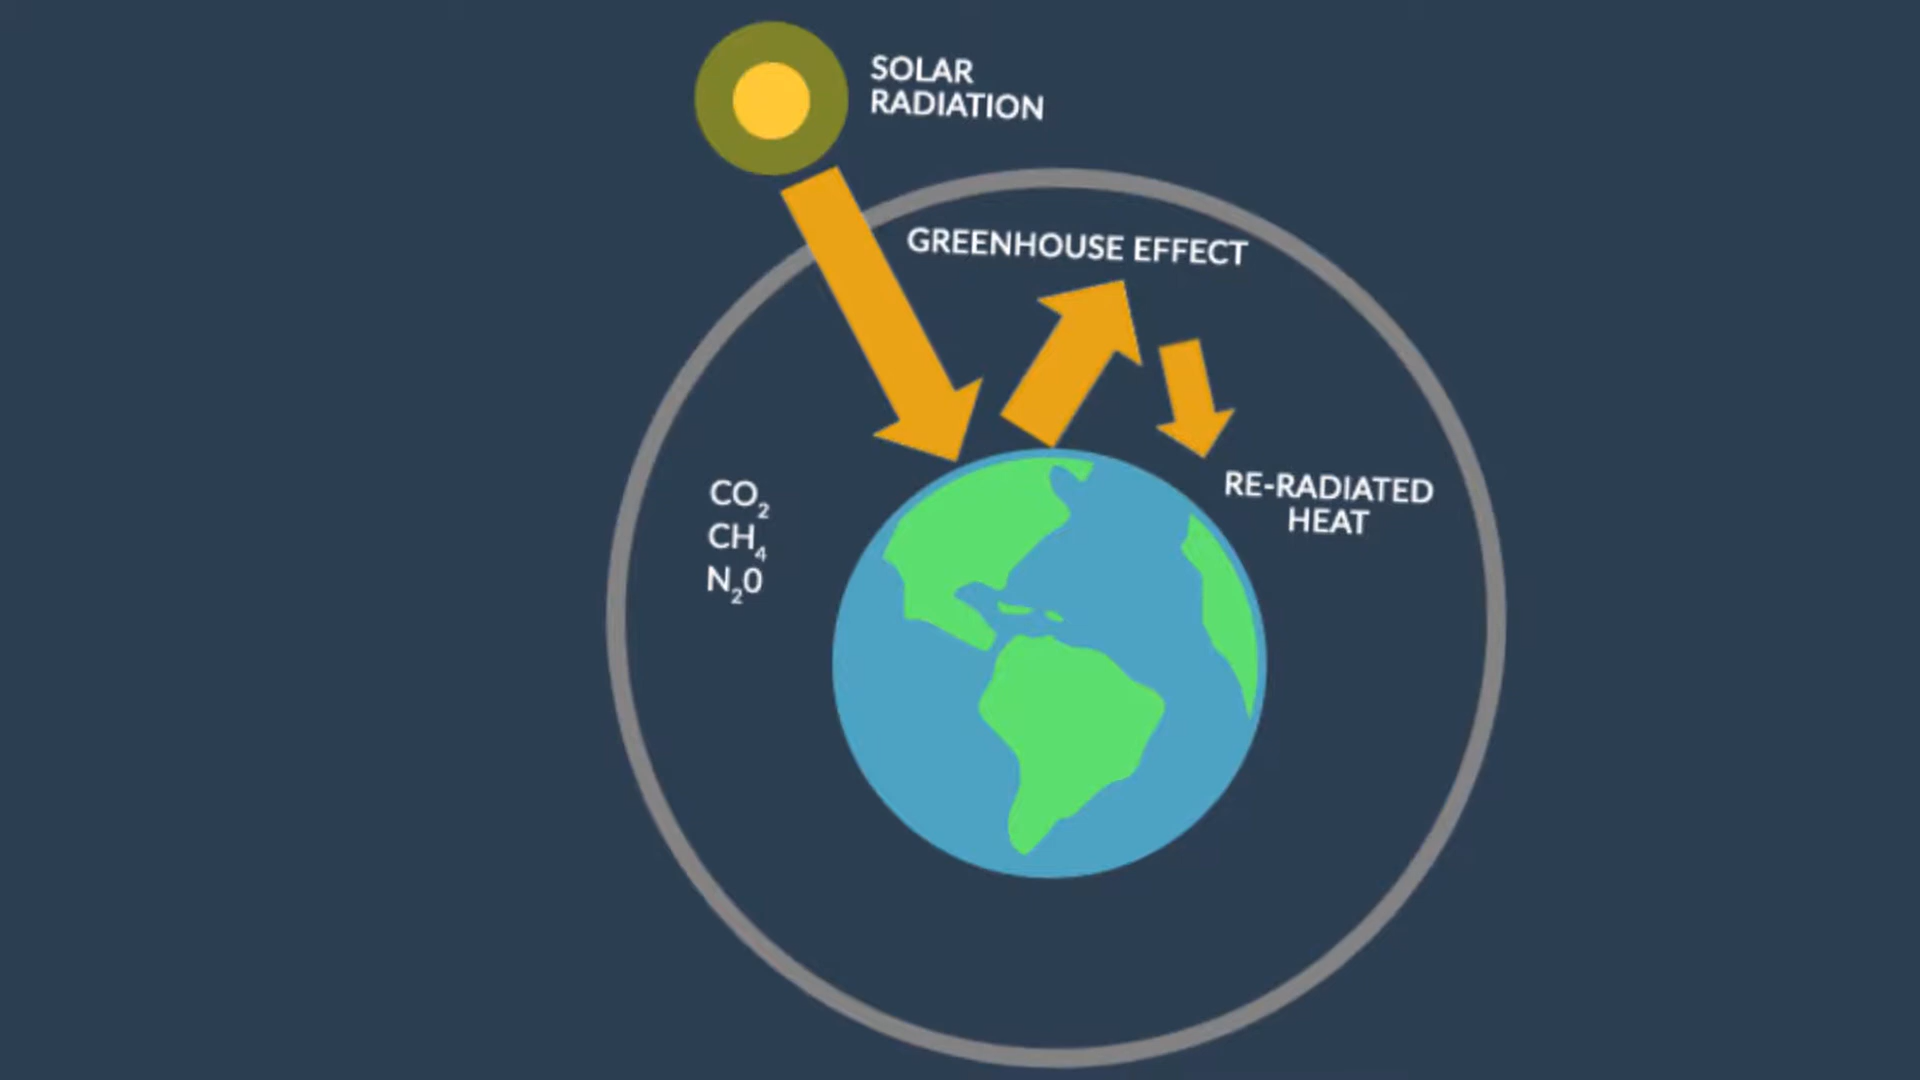 SOLAR
RADIATION
GREENHOUSE EFFECT
RE-RADIATED
HEAT
CO₂
CH₄
N₂0